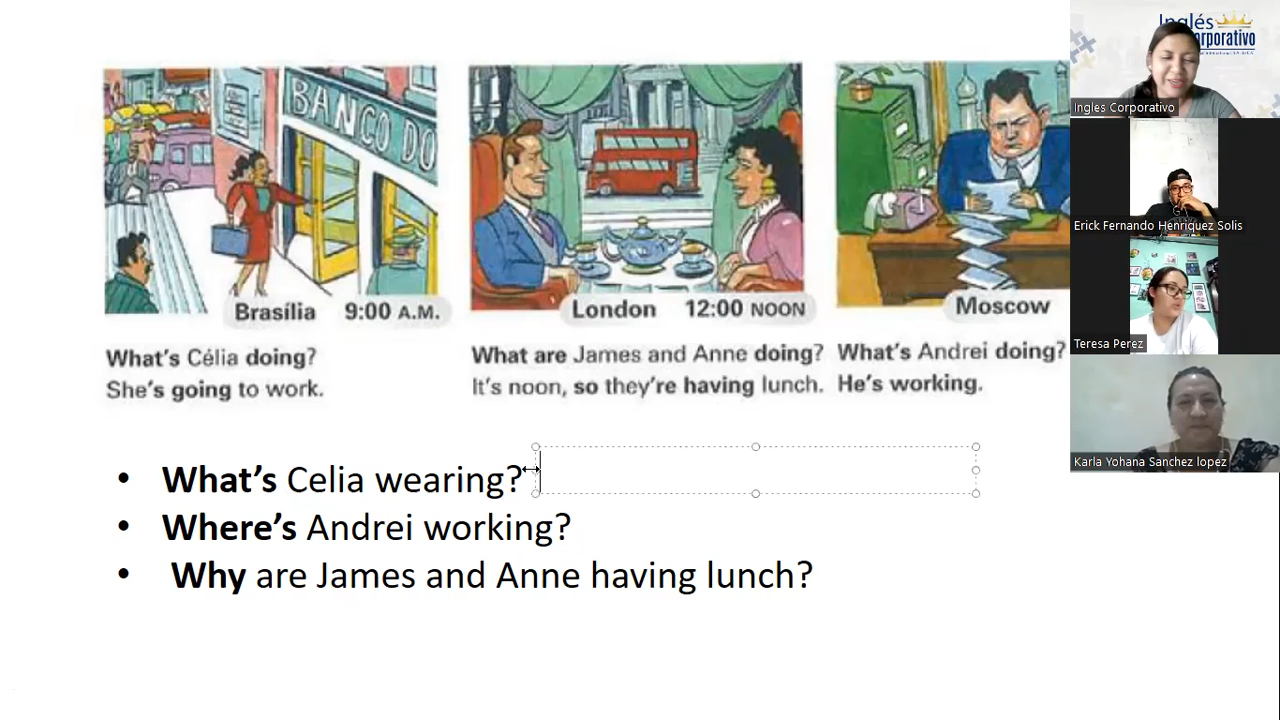 BANCO DO
Brasília 9:00 A.M.
London 12:00 NOON
Moscow
What's Célia doing?
She's going to work.
What are James and Anne doing?
It's noon, so they're having lunch.
What's Andrei doing?
He's working.
• What's Celia wearing?
• Where's Andrei working?
• Why are James and Anne having lunch?
Inglés
Ingles Corporativo
Erick Fernando Henriquez Solis
Teresa Perez
Karla Yohana Sanchez lopez